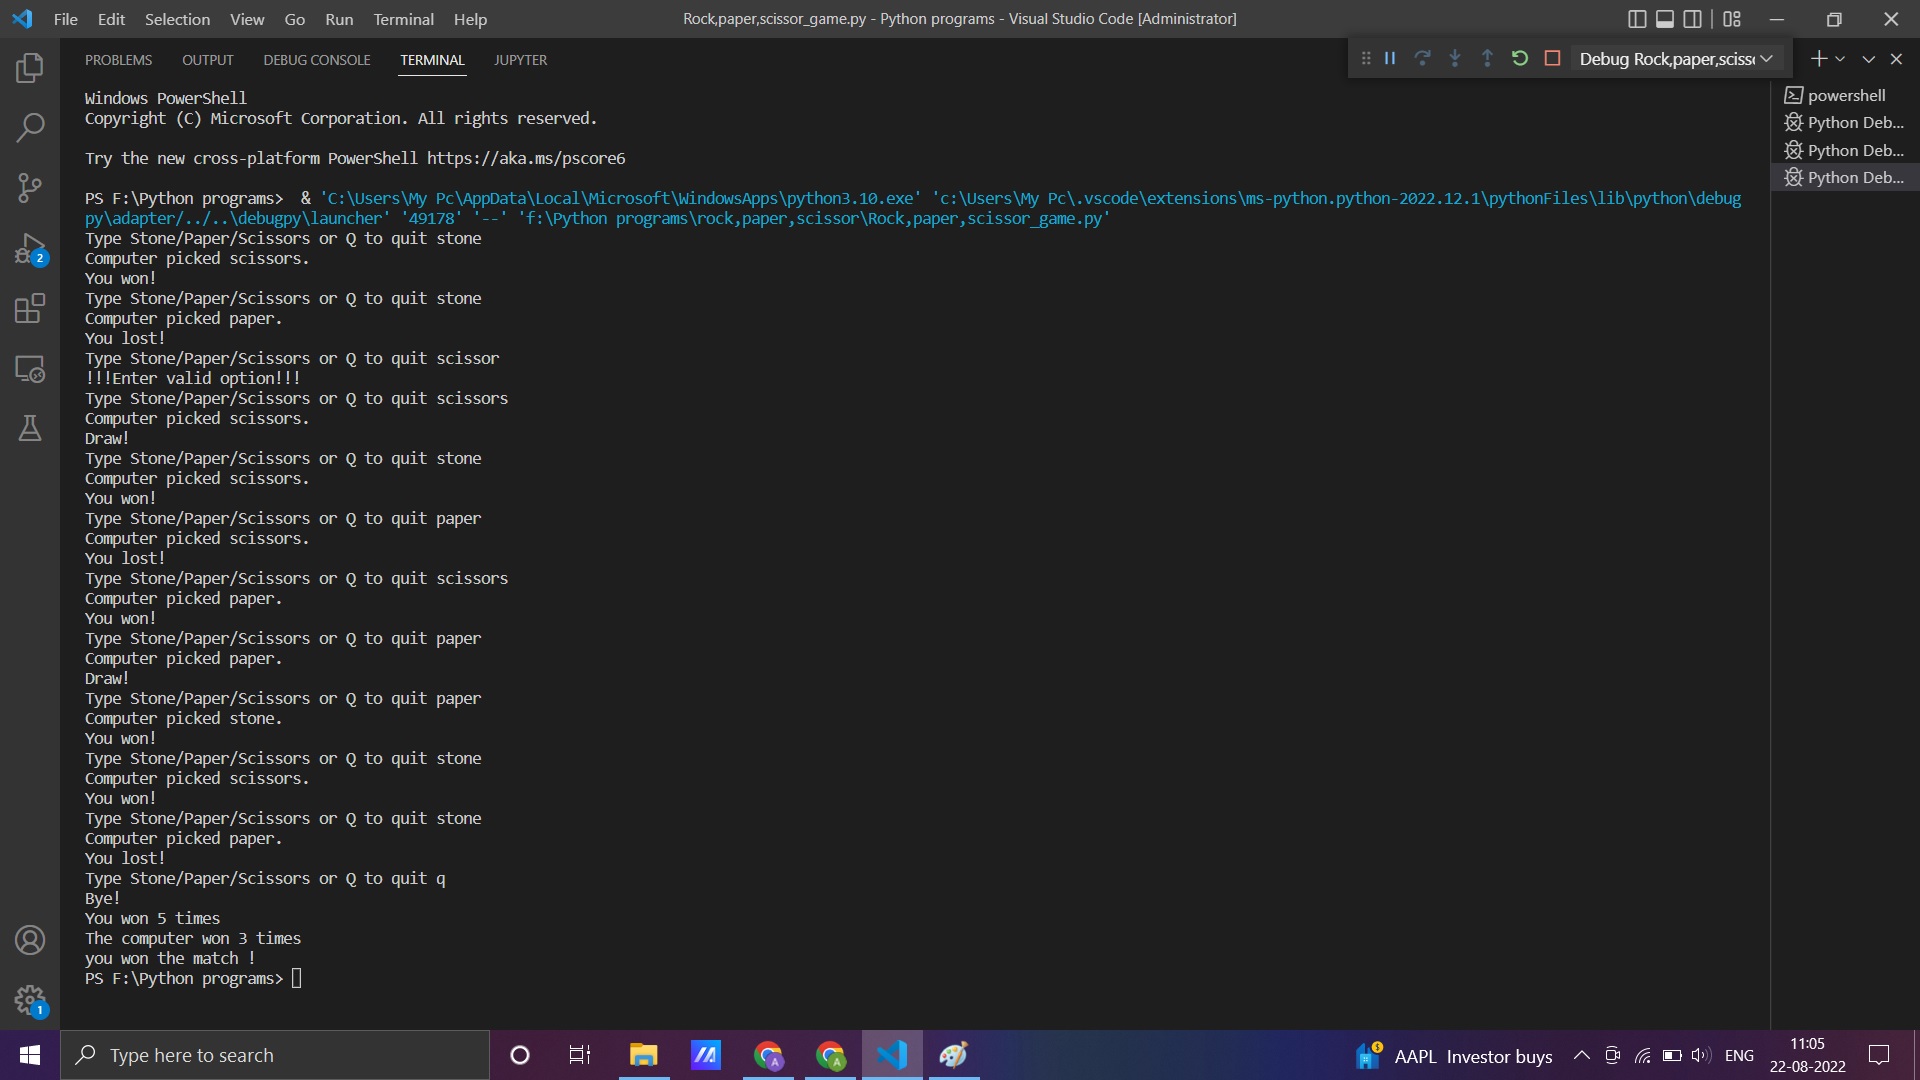 File Edit Selection View Go Run Terminal Help
Rock,paper,scissor_game.py - Python programs - Visual Studio Code [Administrator]
PROBLEMS OUTPUT DEBUG CONSOLE TERMINAL JUPYTER
Debug Rock,paper,sciss
powershell
Python Deb...
Python Deb...
Python Deb...
Windows PowerShell
Copyright (C) Microsoft Corporation. All rights reserved.
Try the new cross-platform PowerShell https://aka.ms/pscore6
PS F:\Python programs>  & 'C:\Users\My Pc\AppData\Local\Microsoft\WindowsApps\python3.10.exe' 'c:\Users\My Pc\.vscode\extensions\ms-python.python-2022.12.1\pythonFiles\lib\python\debug
py\adapter/../..\debugpy\launcher' '49178' '--' 'f:\Python programs\rock,paper,scissor\Rock,paper,scissor_game.py'
Type Stone/Paper/Scissors or Q to quit stone
Computer picked scissors.
You won!
Type Stone/Paper/Scissors or Q to quit stone
Computer picked paper.
You lost!
Type Stone/Paper/Scissors or Q to quit scissor
!!!Enter valid option!!!
Type Stone/Paper/Scissors or Q to quit scissors
Computer picked scissors.
Draw!
Type Stone/Paper/Scissors or Q to quit stone
Computer picked scissors.
You won!
Type Stone/Paper/Scissors or Q to quit paper
Computer picked scissors.
You lost!
Type Stone/Paper/Scissors or Q to quit scissors
Computer picked paper.
You won!
Type Stone/Paper/Scissors or Q to quit paper
Computer picked paper.
Draw!
Type Stone/Paper/Scissors or Q to quit paper
Computer picked stone.
You won!
Type Stone/Paper/Scissors or Q to quit stone
Computer picked scissors.
You won!
Type Stone/Paper/Scissors or Q to quit stone
Computer picked paper.
You lost!
Type Stone/Paper/Scissors or Q to quit q
Bye!
You won 5 times
The computer won 3 times
you won the match !
PS F:\Python programs>
2
1
Type here to search
A
A
AAPL Investor buys
ENG
11:05
22-08-2022